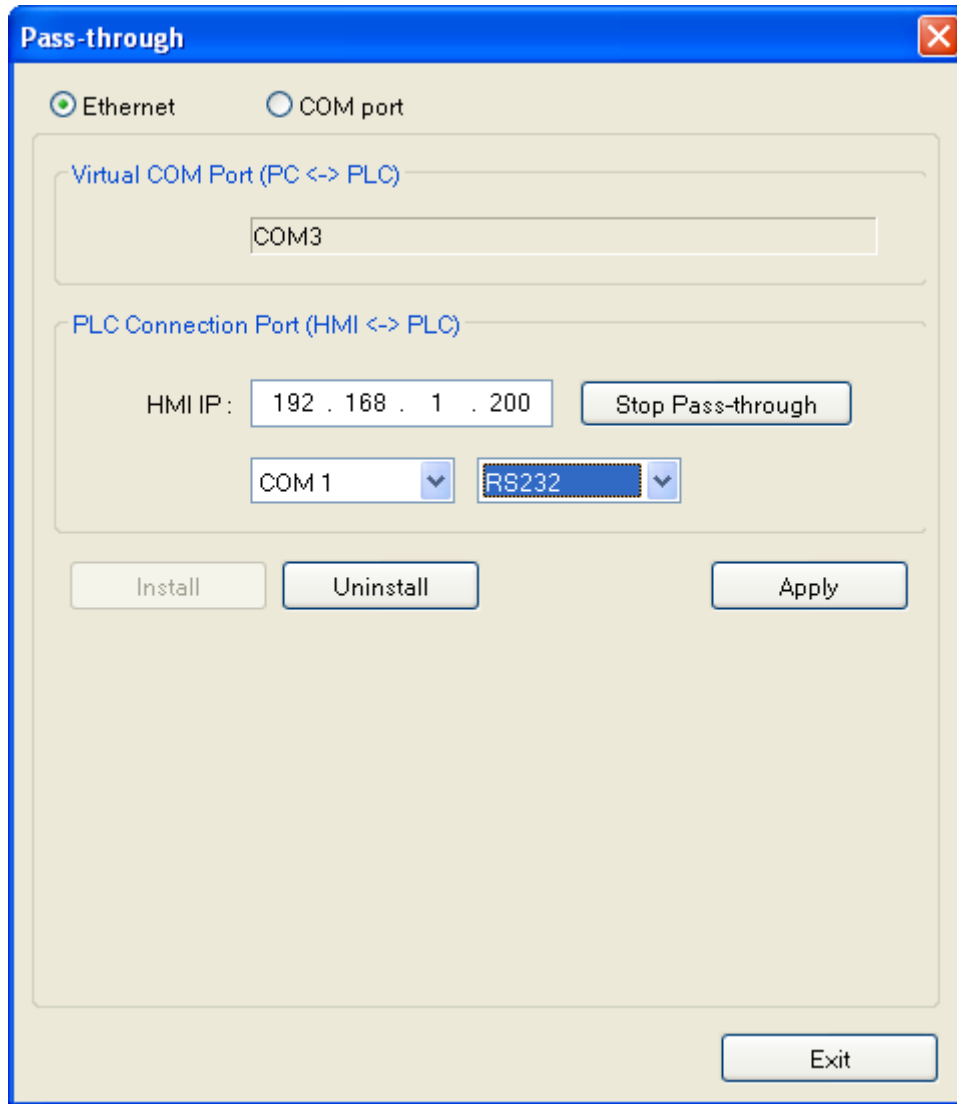 Pass-through
Ethernet COM port
Virtual COM Port (PC <-> PLC)
COM3
PLC Connection Port (HMI <-> PLC)
HMI IP : 192 . 168 . 1 . 200 Stop Pass-through
COM 1 RS232
Install Uninstall Apply
Exit